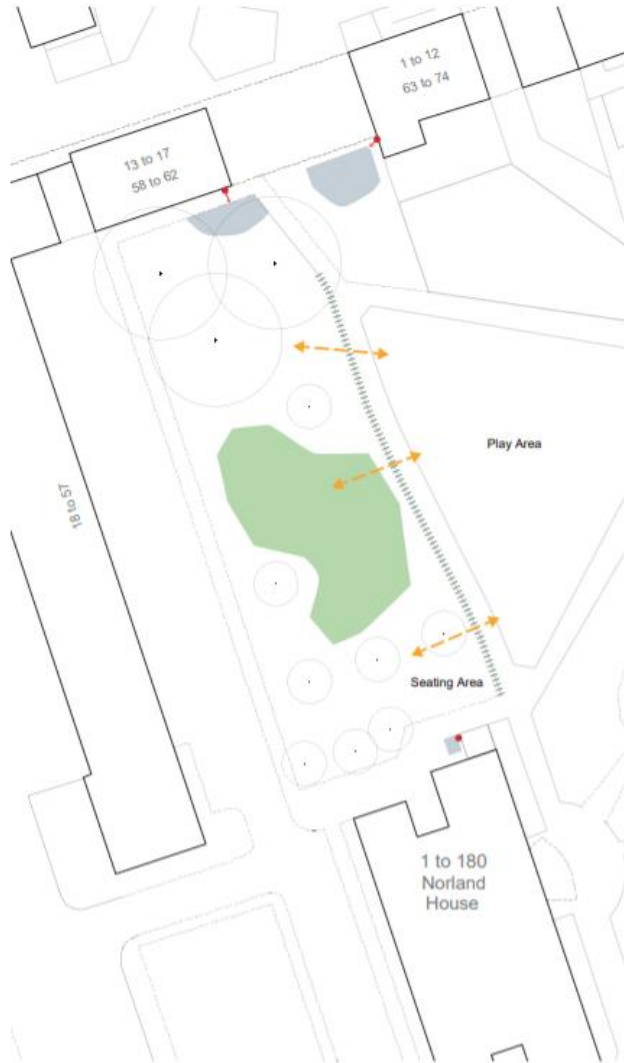 1 to 12
63 to 74
13 to 17
58 to 62
Play Area
18 to 57
Seating Area
1 to 180
Norland
House